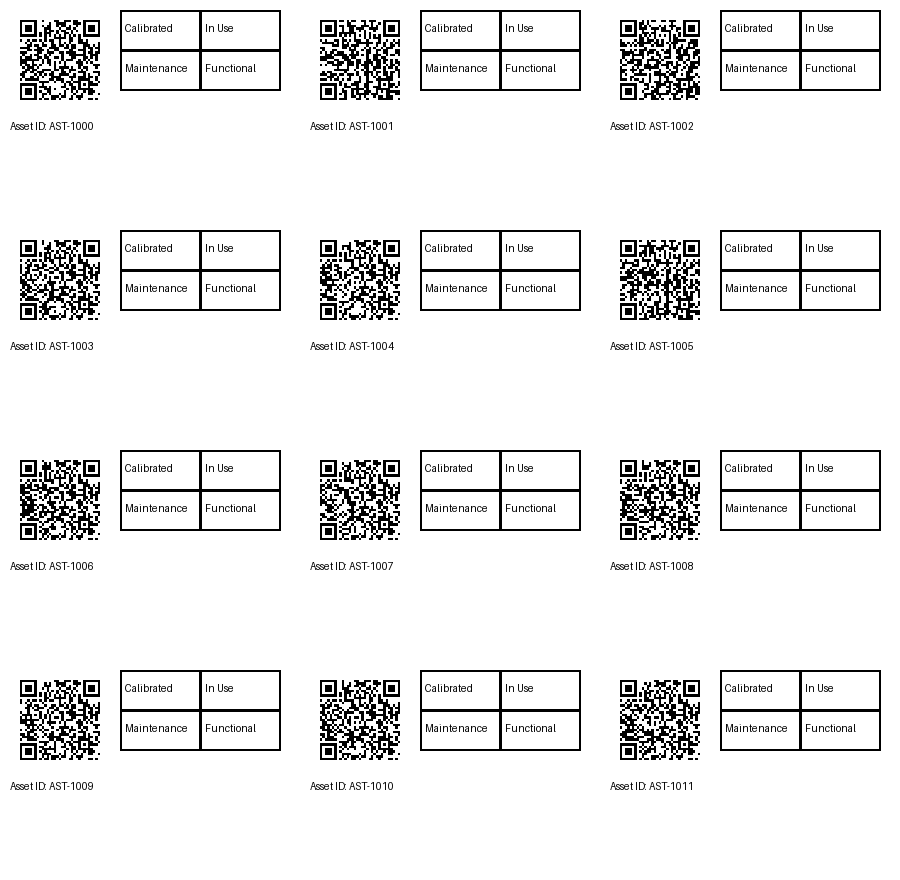 Calibrated In Use Calibrated In Use Calibrated In Use
Maintenance Functional Maintenance Functional Maintenance Functional
Asset ID: AST-1000 Asset ID: AST-1001 Asset ID: AST-1002
Calibrated In Use Calibrated In Use Calibrated In Use
Maintenance Functional Maintenance Functional Maintenance Functional
Asset ID: AST-1003 Asset ID: AST-1004 Asset ID: AST-1005
Calibrated In Use Calibrated In Use Calibrated In Use
Maintenance Functional Maintenance Functional Maintenance Functional
Asset ID: AST-1006 Asset ID: AST-1007 Asset ID: AST-1008
Calibrated In Use Calibrated In Use Calibrated In Use
Maintenance Functional Maintenance Functional Maintenance Functional
Asset ID: AST-1009 Asset ID: AST-1010 Asset ID: AST-1011